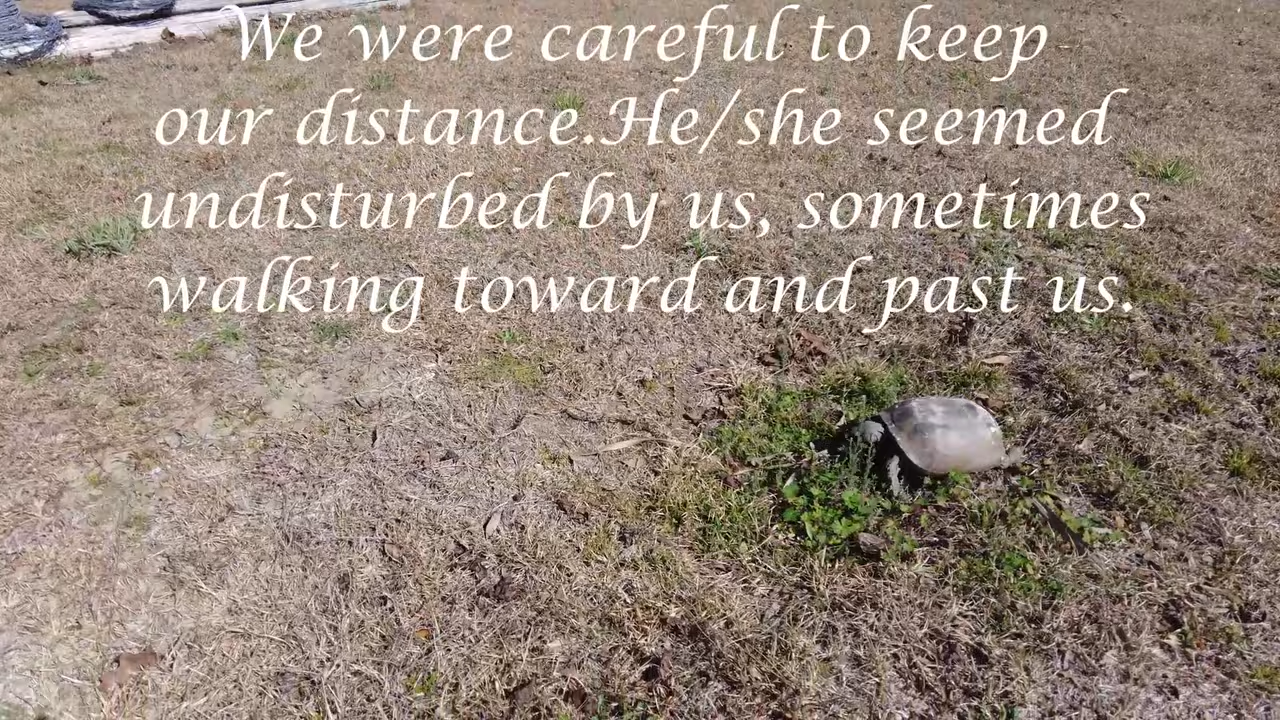 We were careful to keep
our distance.He/she seemed
undisturbed by us, sometimes
walking toward and past us.